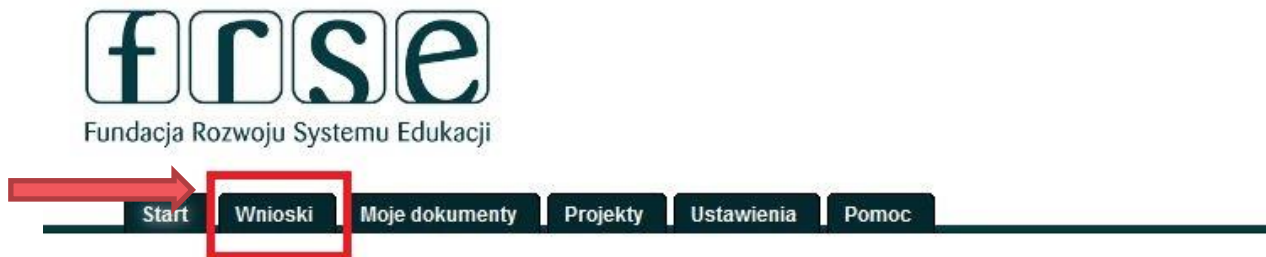 frse
Fundacja Rozwoju Systemu Edukacji
Start Wnioski Moje dokumenty Projekty Ustawienia Pomoc